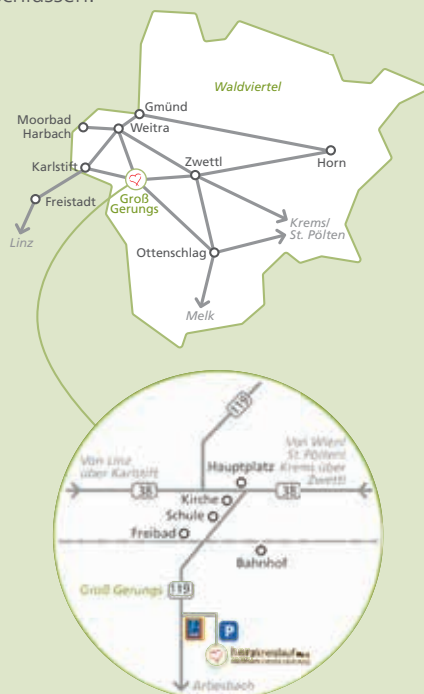 Waldviertel
Gmünd
Moorbad
Harbach
Weitra
Karlstift
Zwettl
Horn
Groß
Gerungs
Freistadt
Linz
Krems/
St. Pölten
Ottenschlag
Melk
119
Von Linz
über Karlstift
Von Wien/
St. Pölten/
Krems über
Zwettl
Hauptplatz
38
38
Kirche
Schule
Freibad
Bahnhof
Groß Gerungs
119
P
herzkreislauf
Arbesbach